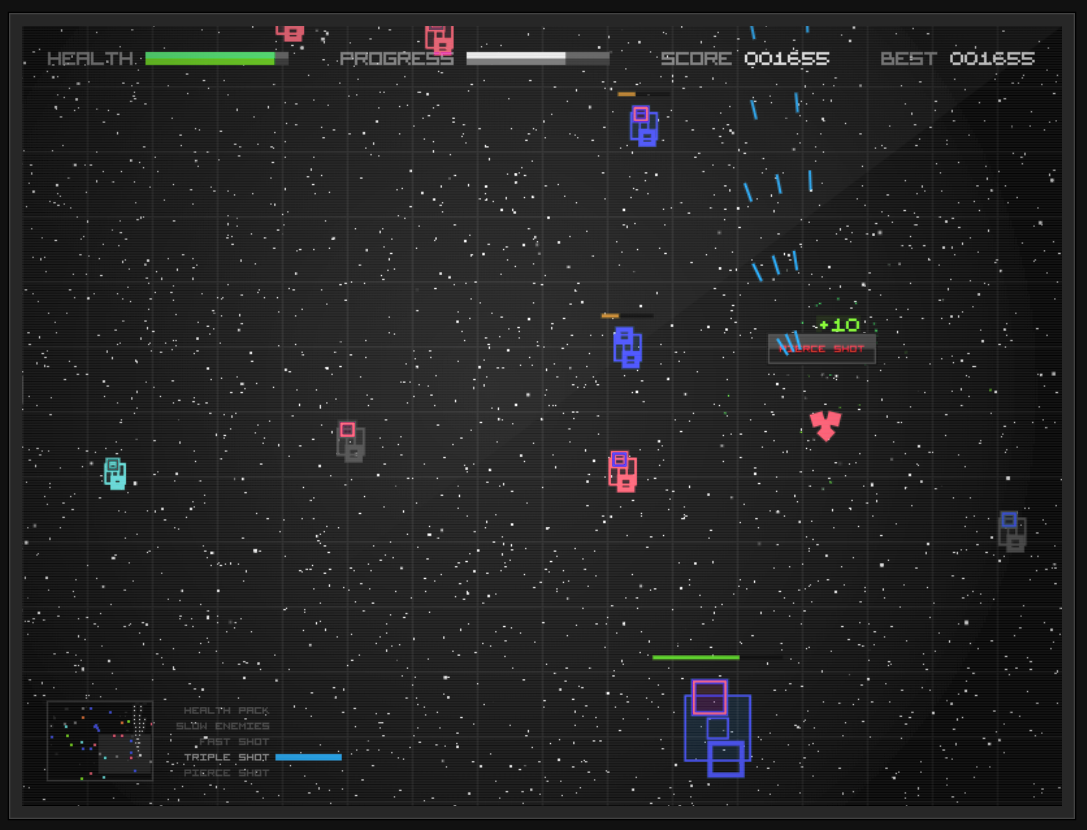 HEALTH PROGRESS SCORE 001655 BEST 001655
+10
PIERCE SHOT
HEALTH PACK
SLOW ENEMIES
FAST SHOT
TRIPLE SHOT
PIERCE SHOT